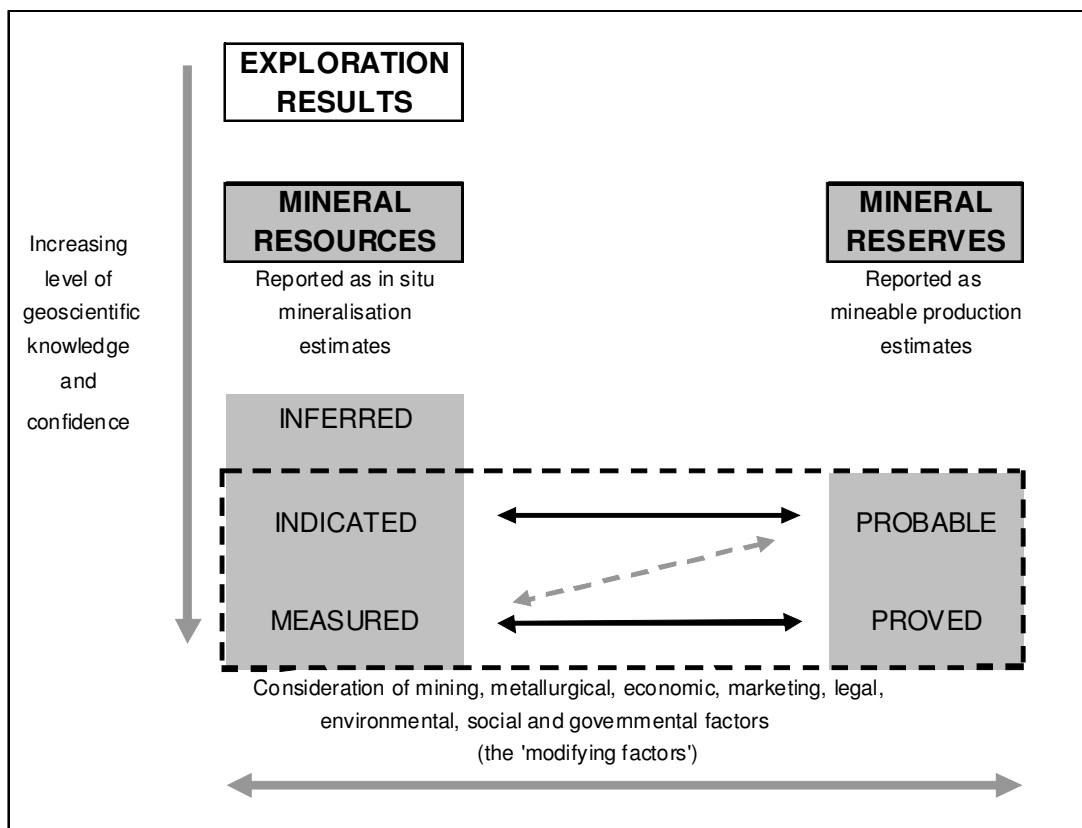 EXPLORATION
RESULTS
MINERAL
RESOURCES
MINERAL
RESERVES
Increasing
level of
geoscientific
knowledge
and
confidence
Reported as in situ
mineralisation
estimates
Reported as
mineable production
estimates
INFERRED
INDICATED
PROBABLE
MEASURED
PROVED
Consideration of mining, metallurgical, economic, marketing, legal,
environmental, social and governmental factors
(the 'modifying factors')